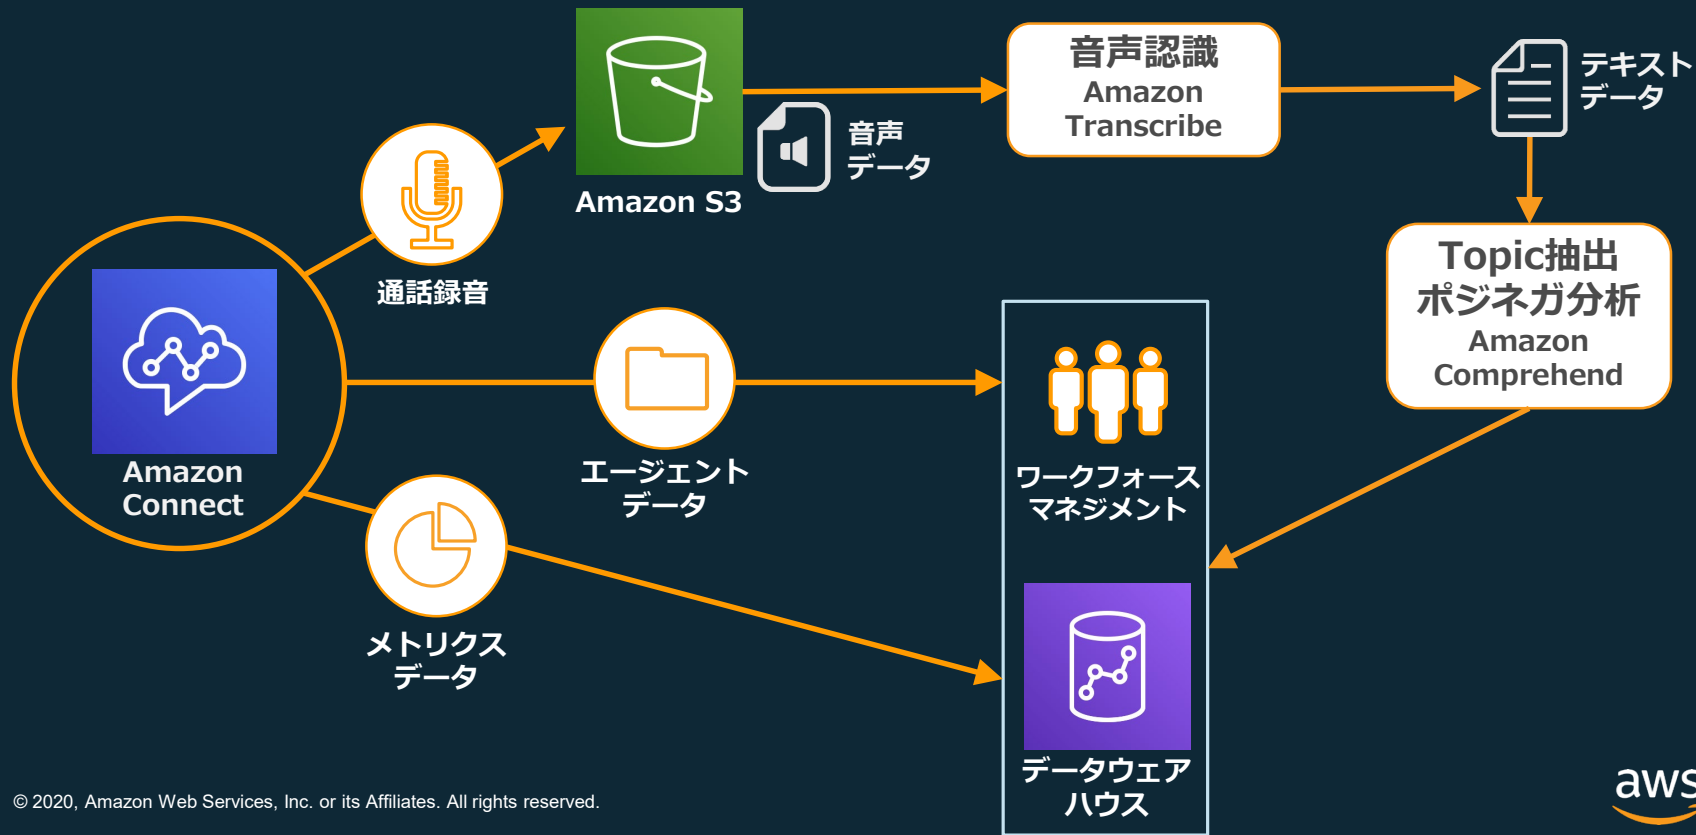 音声認識
Amazon
Transcribe
テキスト
データ
音声
データ
Amazon S3
通話録音
Topic抽出
ポジネガ分析
Amazon
Comprehend
Amazon
Connect
エージェント
データ
ワークフォース
マネジメント
メトリクス
データ
データウェア
ハウス
© 2020, Amazon Web Services, Inc. or its Affiliates. All rights reserved.
aws